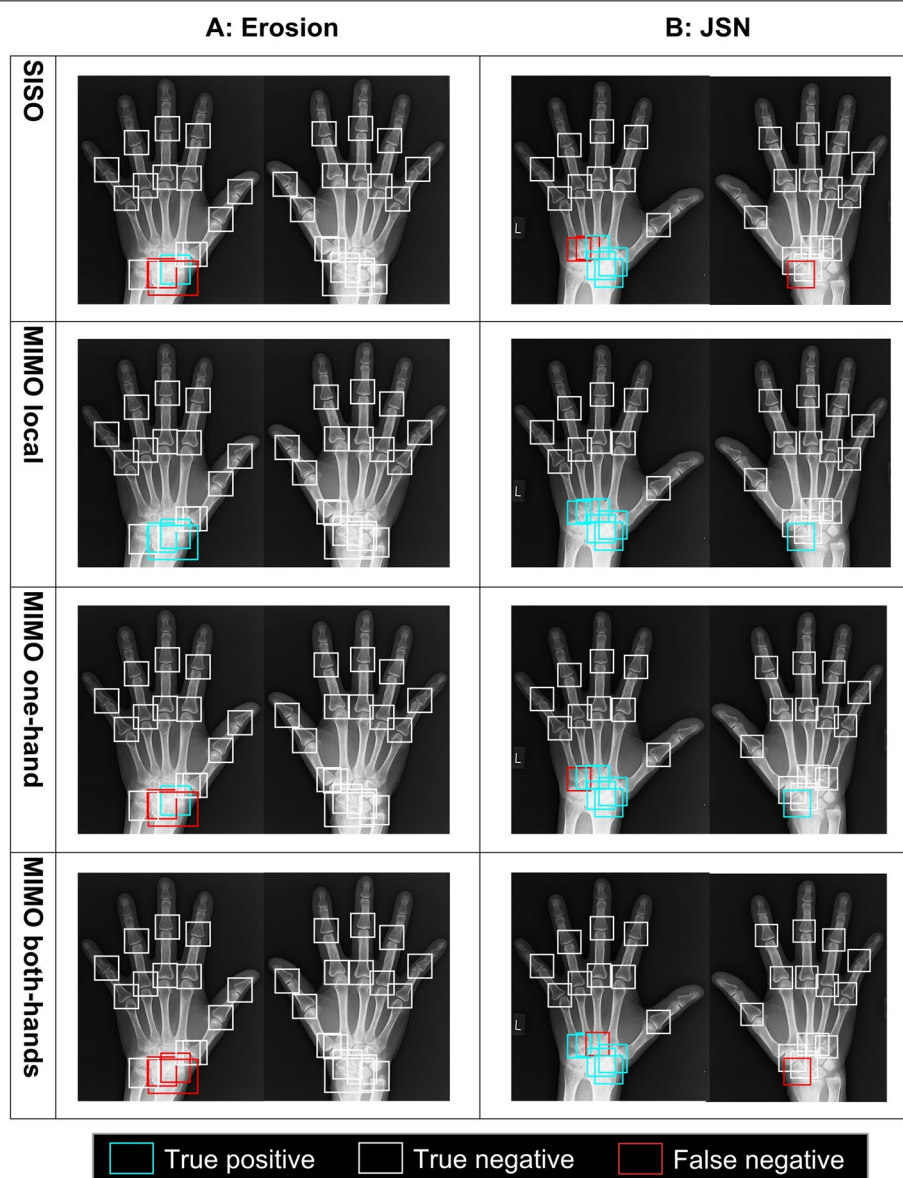 A: Erosion
B: JSN
SISO
L
MIMO local
L
MIMO one-hand
L
MIMO both-hands
L
True positive
True negative
False negative